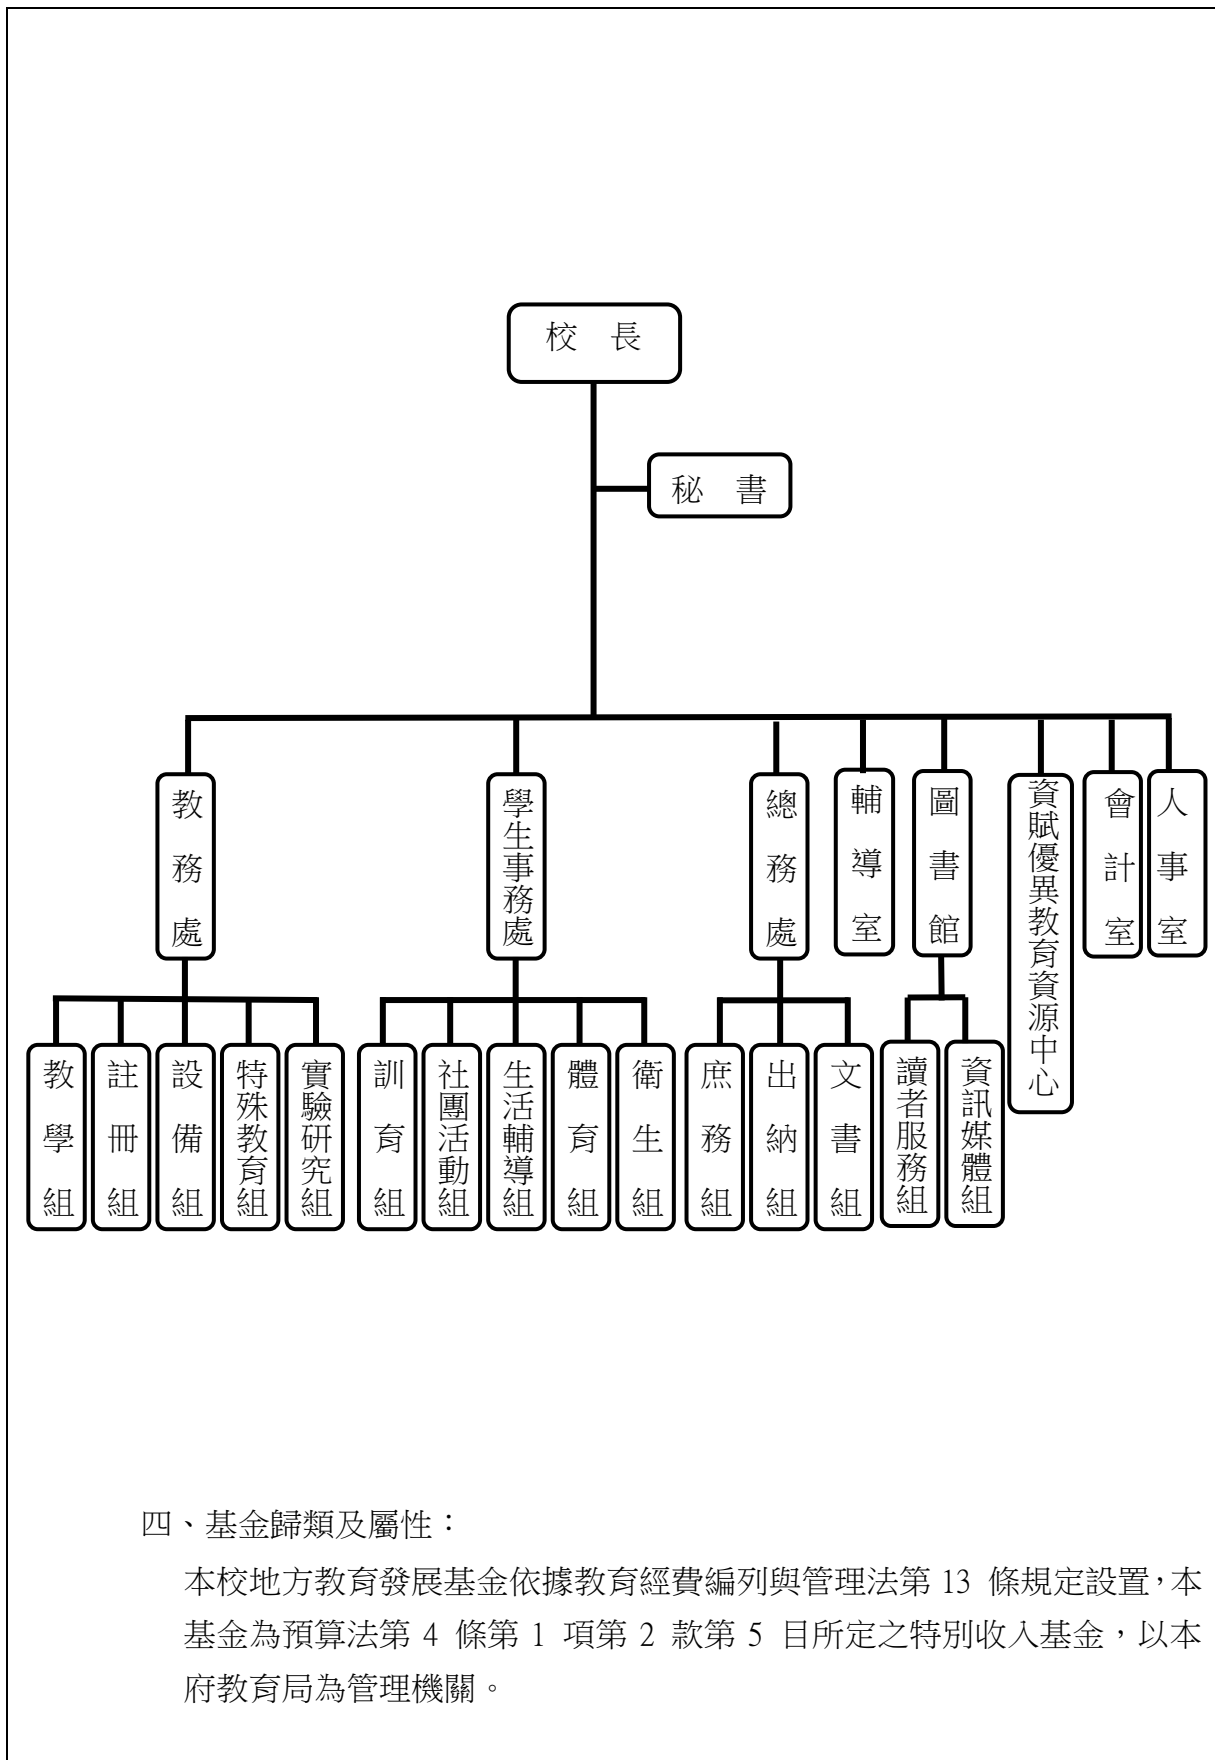 校　長
秘　書
教務處
學生事務處
總務處
輔導室
圖書館
資賦優異教育資源中心
會計室
人事室
教學組
註冊組
設備組
特殊教育組
實驗研究組
訓育組
社團活動組
生活輔導組
體育組
衛生組
庶務組
出納組
文書組
讀者服務組
資訊媒體組
四、基金歸類及屬性：
本校地方教育發展基金依據教育經費編列與管理法第 13 條規定設置，本
基金為預算法第 4 條第 1 項第 2 款第 5 目所定之特別收入基金，以本
府教育局為管理機關。